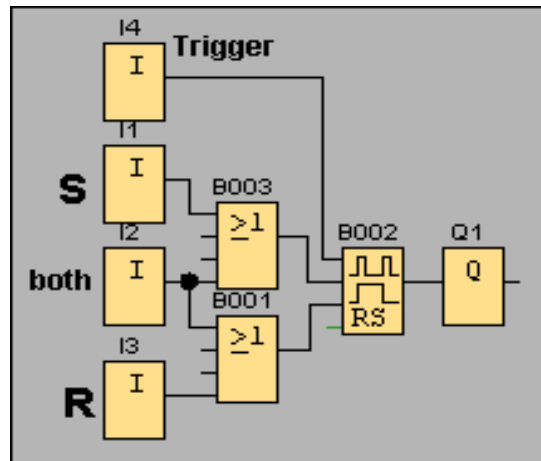 I4
I
Trigger
I1
I
S
B003
≥1
I2
I
both
B002
RS
Q1
Q
B001
≥1
I3
I
R